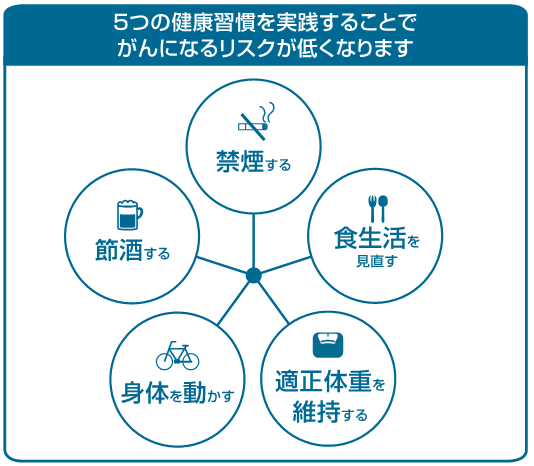 5つの健康習慣を実践することで
がんになるリスクが低くなります
禁煙する
食生活を
見直す
適正体重を
維持する
身体を動かす
節酒する